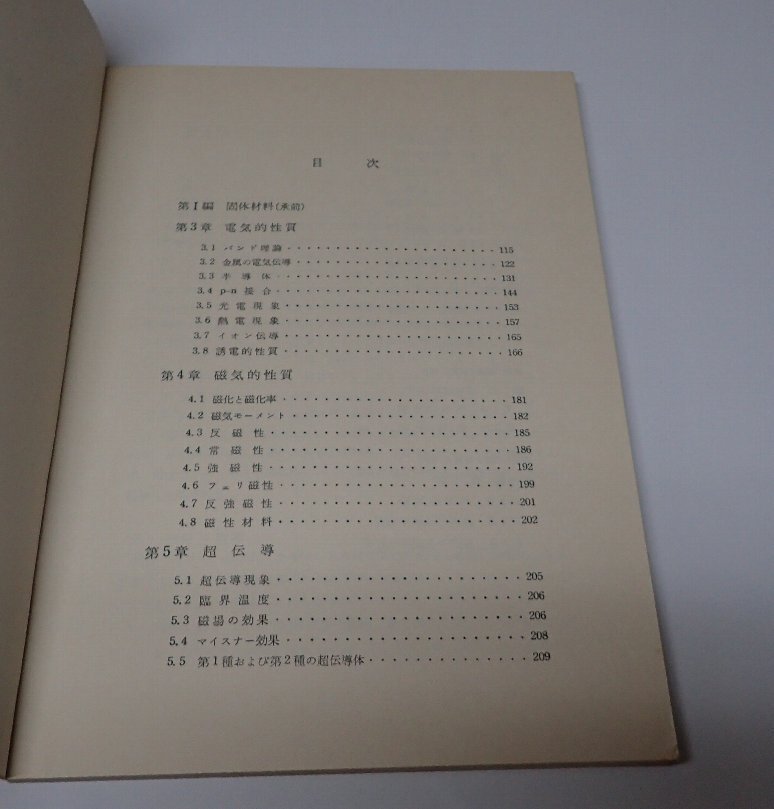 目 次
第Ⅰ編 固体材料(承前)
第3章 電気的性質
3.1 バンド理論 115
3.2 金属の電気伝導 122
3.3 半導体 131
3.4 p-n 接合 144
3.5 光電現象 153
3.6 熱電現象 157
3.7 イオン伝導 165
3.8 誘電的性質 166
第4章 磁気的性質
4.1 磁化と磁化率 181
4.2 磁気モーメント 182
4.3 反磁性 185
4.4 常磁性 186
4.5 強磁性 192
4.6 フェリ磁性 199
4.7 反強磁性 201
4.8 磁性材料 202
第5章 超伝導
5.1 超伝導現象 205
5.2 臨界温度 206
5.3 磁場の効果 206
5.4 マイスナー効果 208
5.5 第1種および第2種の超伝導体 209